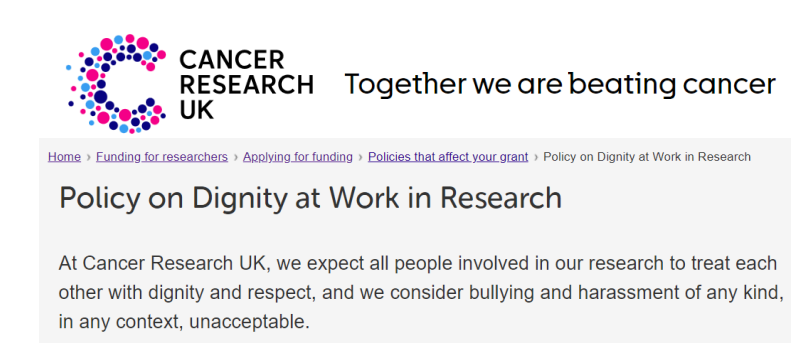 CANCER
RESEARCH
UK
Together we are beating cancer
Home › Funding for researchers › Applying for funding › Policies that affect your grant › Policy on Dignity at Work in Research
Policy on Dignity at Work in Research
At Cancer Research UK, we expect all people involved in our research to treat each
other with dignity and respect, and we consider bullying and harassment of any kind,
in any context, unacceptable.